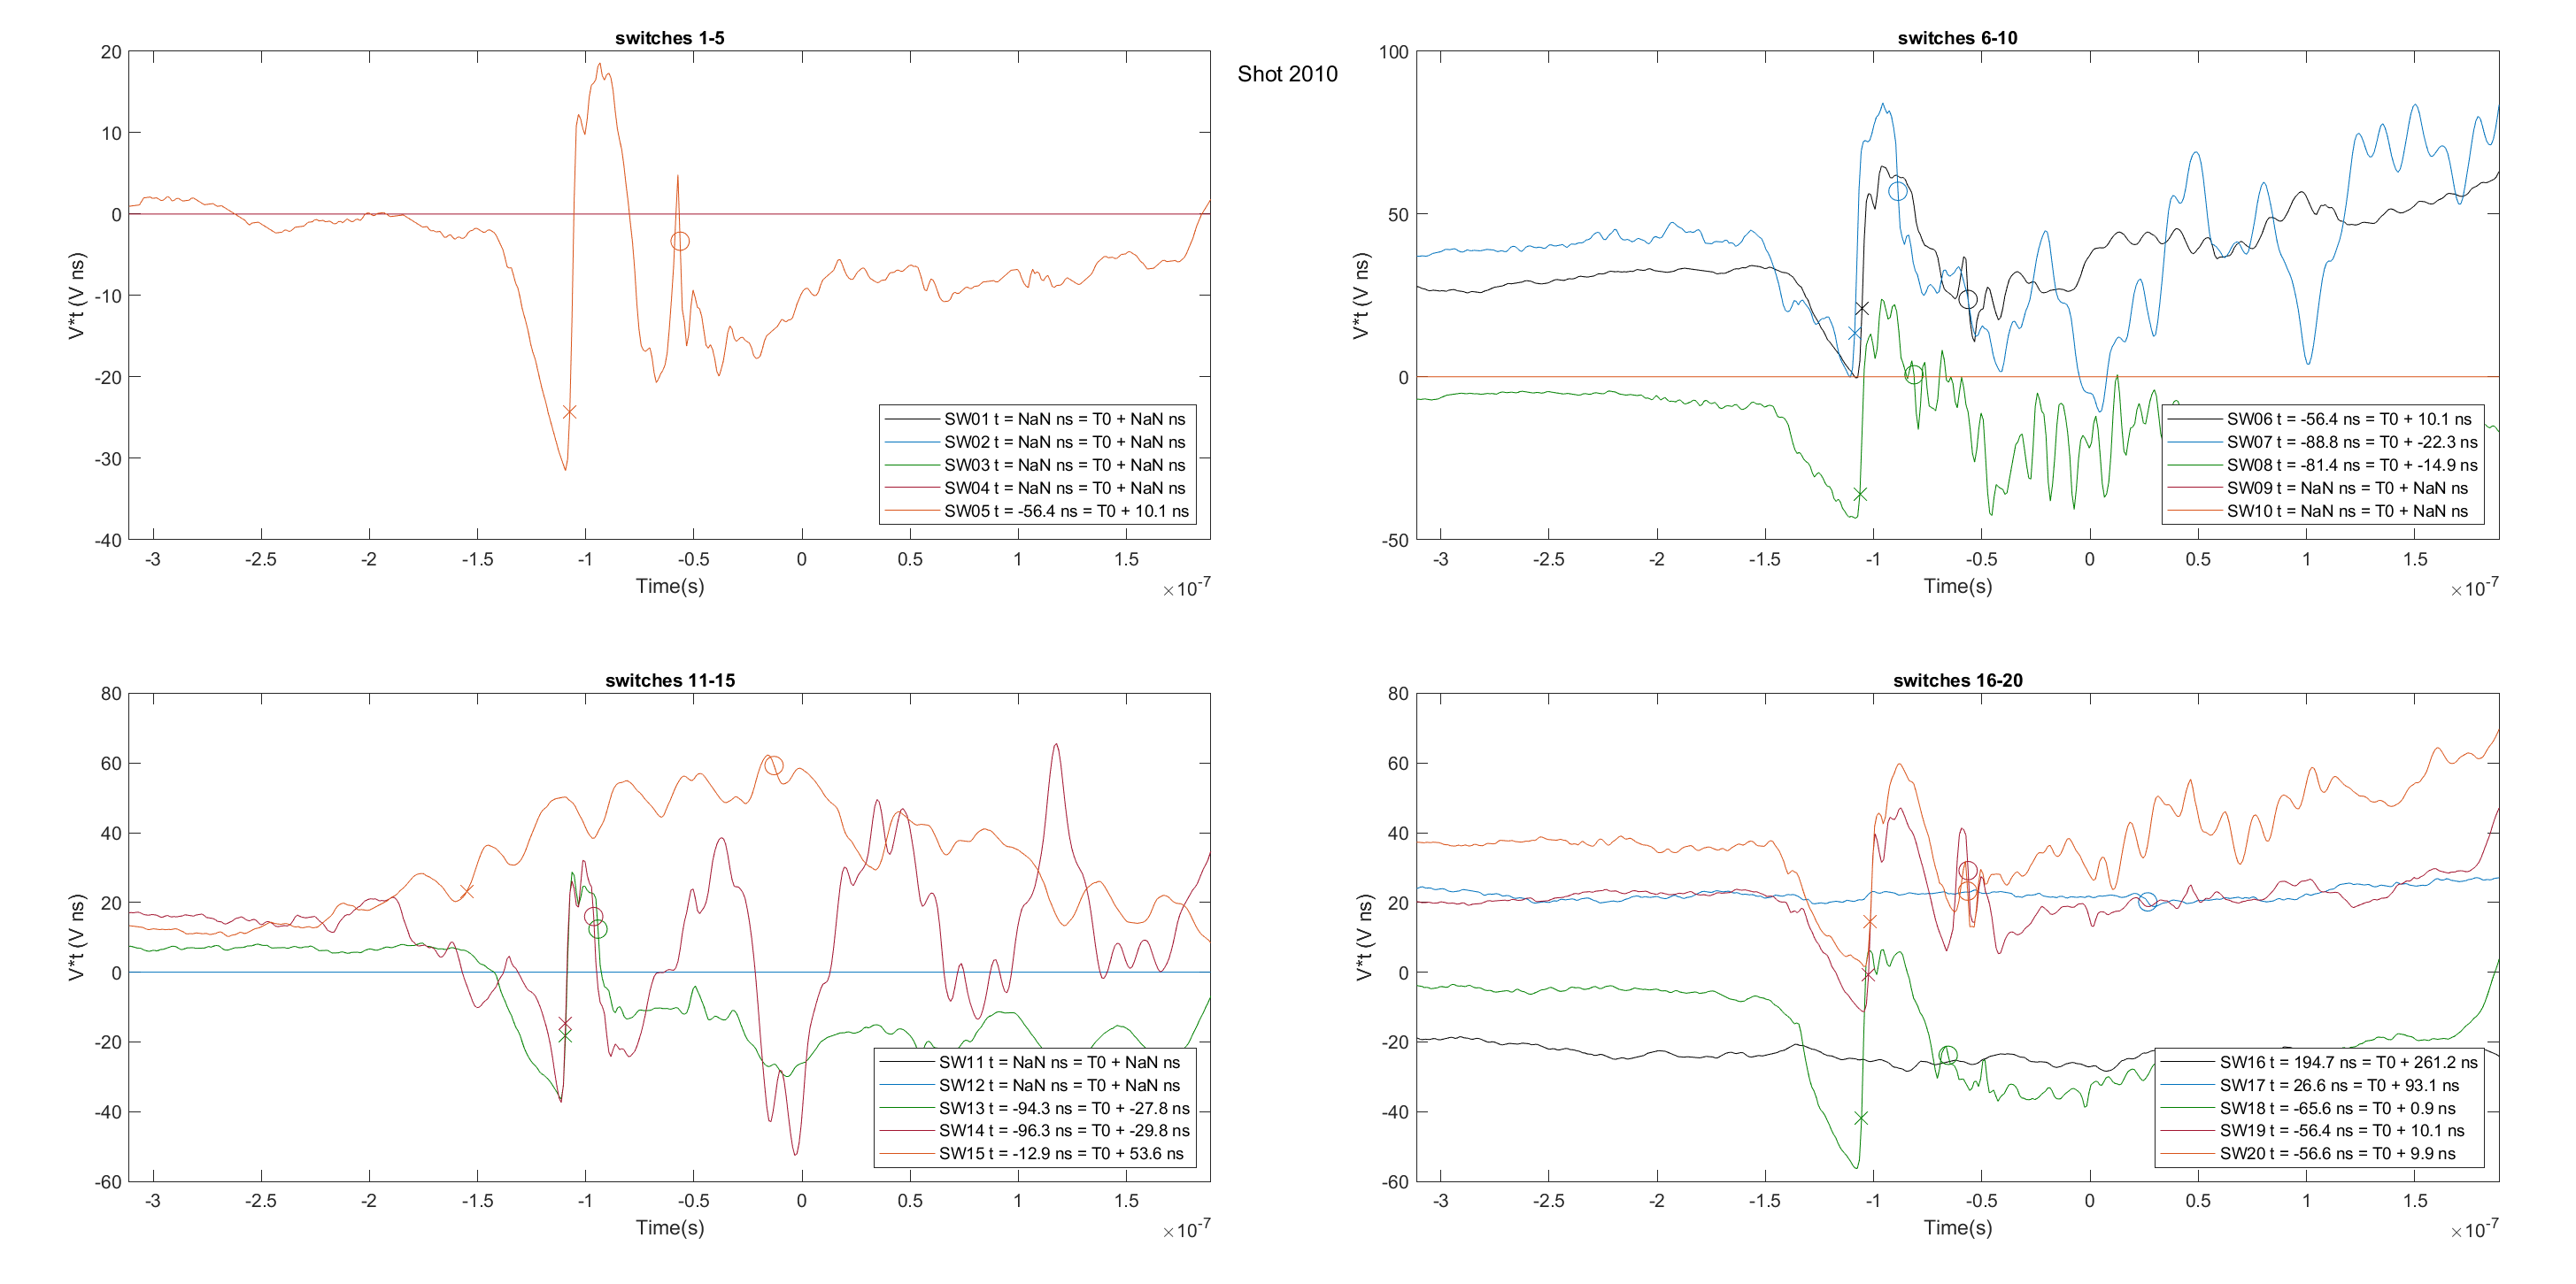 Shot 2010
switches 1-5
20
10
0
-10
-20
-30
-40
V*t (V ns)
SW01 t = NaN ns = T0 + NaN ns
SW02 t = NaN ns = T0 + NaN ns
SW03 t = NaN ns = T0 + NaN ns
SW04 t = NaN ns = T0 + NaN ns
SW05 t = -56.4 ns = T0 + 10.1 ns
-3 -2.5 -2 -1.5 -1 -0.5 0 0.5 1 1.5
Time(s)
×10-7
switches 6-10
100
50
0
-50
V*t (V ns)
SW06 t = -56.4 ns = T0 + 10.1 ns
SW07 t = -88.8 ns = T0 + -22.3 ns
SW08 t = -81.4 ns = T0 + -14.9 ns
SW09 t = NaN ns = T0 + NaN ns
SW10 t = NaN ns = T0 + NaN ns
-3 -2.5 -2 -1.5 -1 -0.5 0 0.5 1 1.5
Time(s)
×10-7
switches 11-15
80
60
40
20
0
-20
-40
-60
V*t (V ns)
SW11 t = NaN ns = T0 + NaN ns
SW12 t = NaN ns = T0 + NaN ns
SW13 t = -94.3 ns = T0 + -27.8 ns
SW14 t = -96.3 ns = T0 + -29.8 ns
SW15 t = -12.9 ns = T0 + 53.6 ns
-3 -2.5 -2 -1.5 -1 -0.5 0 0.5 1 1.5
Time(s)
×10-7
switches 16-20
80
60
40
20
0
-20
-40
-60
V*t (V ns)
SW16 t = 194.7 ns = T0 + 261.2 ns
SW17 t = 26.6 ns = T0 + 93.1 ns
SW18 t = -65.6 ns = T0 + 0.9 ns
SW19 t = -56.4 ns = T0 + 10.1 ns
SW20 t = -56.6 ns = T0 + 9.9 ns
-3 -2.5 -2 -1.5 -1 -0.5 0 0.5 1 1.5
Time(s)
×10-7